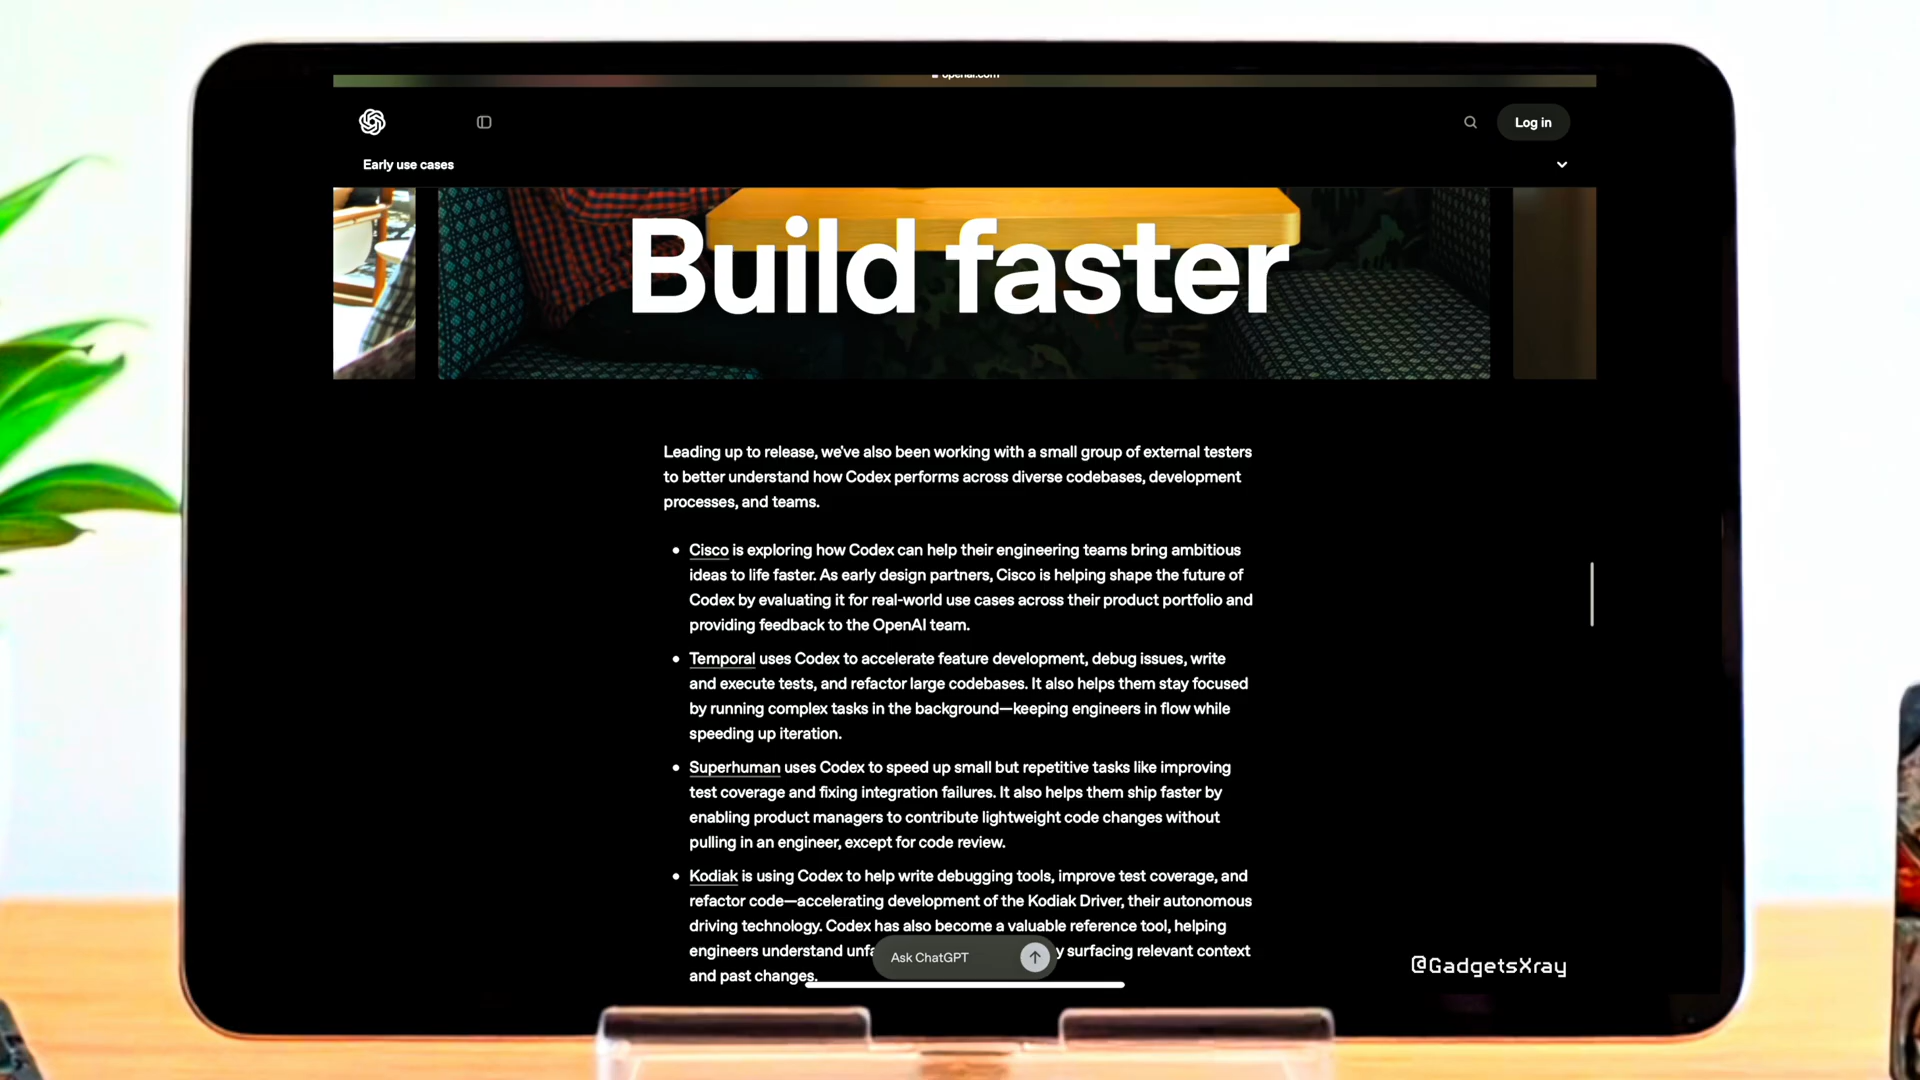 openai.com
Log in
Early use cases
Build faster
Leading up to release, we've also been working with a small group of external testers
to better understand how Codex performs across diverse codebases, development
processes, and teams.
Cisco is exploring how Codex can help their engineering teams bring ambitious
ideas to life faster. As early design partners, Cisco is helping shape the future of
Codex by evaluating it for real-world use cases across their product portfolio and
providing feedback to the OpenAI team.
Temporal uses Codex to accelerate feature development, debug issues, write
and execute tests, and refactor large codebases. It also helps them stay focused
by running complex tasks in the background—keeping engineers in flow while
speeding up iteration.
Superhuman uses Codex to speed up small but repetitive tasks like improving
test coverage and fixing integration failures. It also helps them ship faster by
enabling product managers to contribute lightweight code changes without
pulling in an engineer, except for code review.
Kodiak is using Codex to help write debugging tools, improve test coverage, and
refactor code—accelerating development of the Kodiak Driver, their autonomous
driving technology. Codex has also become a valuable reference tool, helping
engineers understand surfacing relevant context
Ask ChatGPT
and past changes.
@GadgetsXray